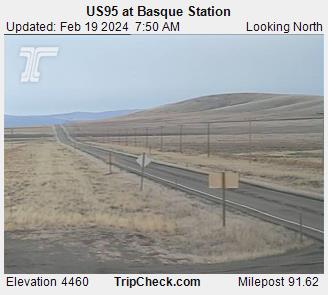 US95 at Basque Station
Updated: Feb 19 2024 7:50 AM Looking North
Elevation 4460 TripCheck.com Milepost 91.62